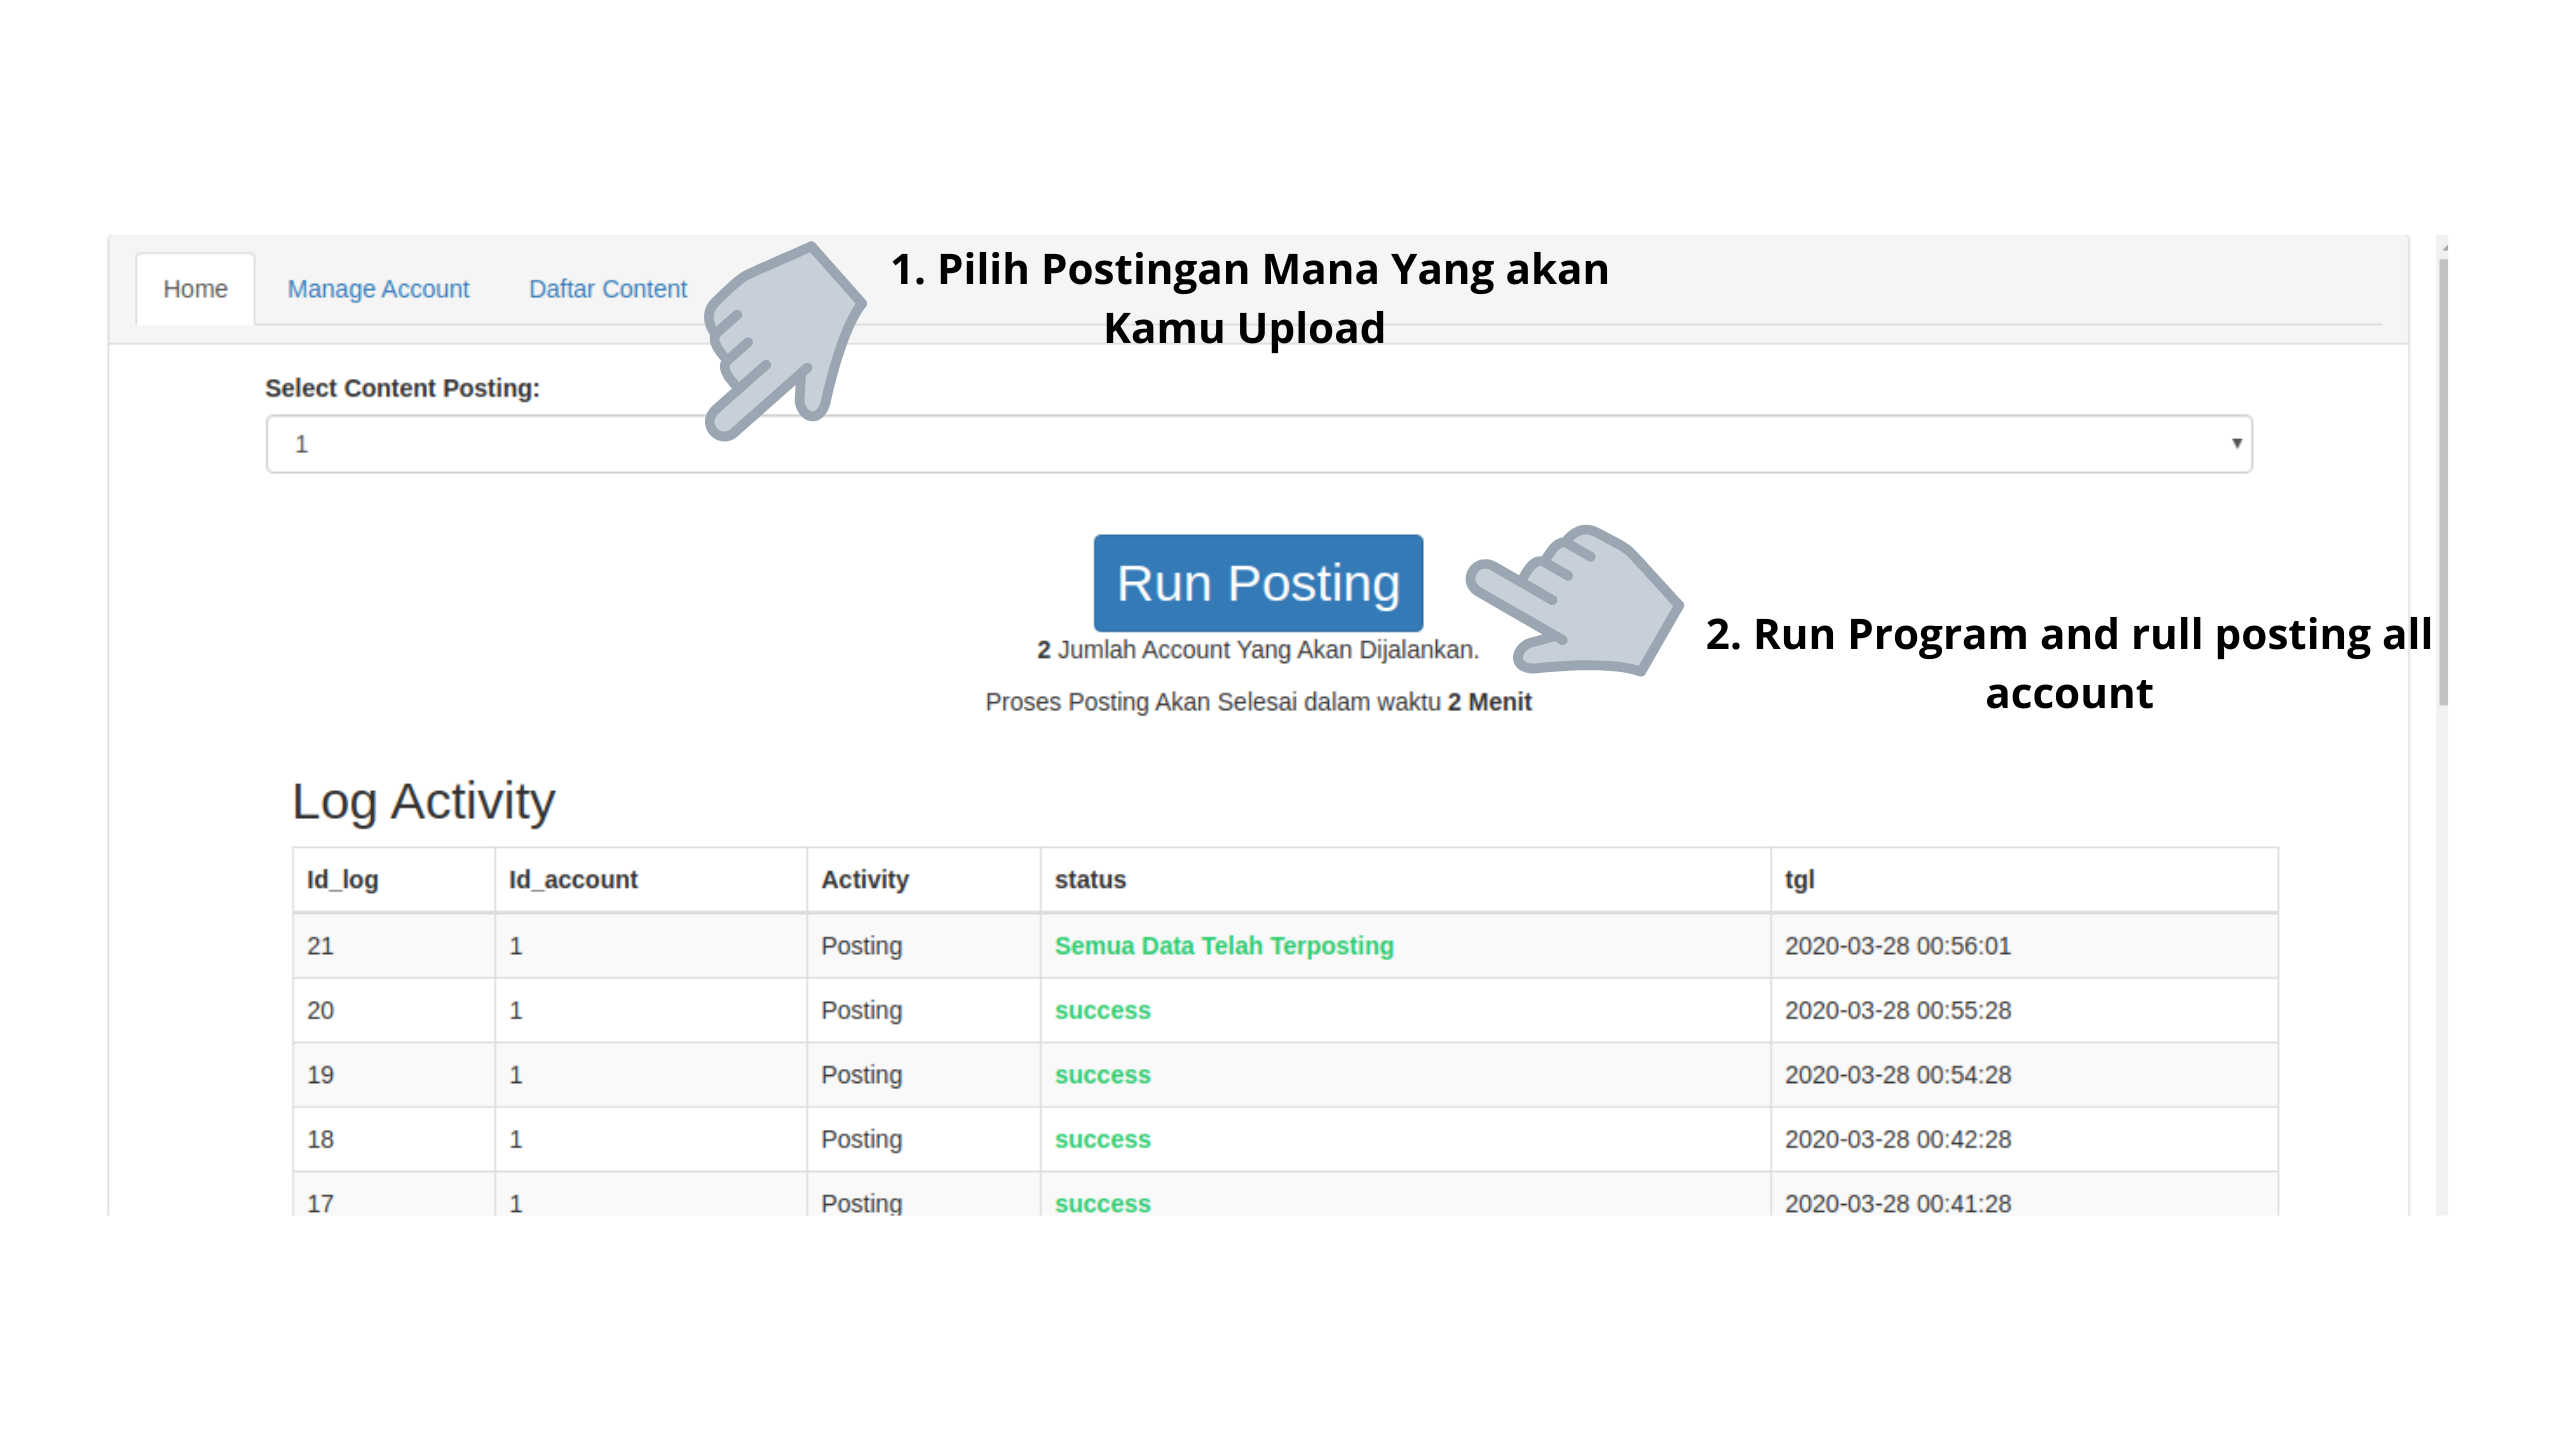 Home Manage Account Daftar Content
1. Pilih Postingan Mana Yang akan
Kamu Upload
Select Content Posting:
1
Run Posting
2 Jumlah Account Yang Akan Dijalankan.
Proses Posting Akan Selesai dalam waktu 2 Menit
2. Run Program and rull posting all
account
Log Activity
Id_log Id_account Activity status tgl
21 1 Posting Semua Data Telah Terposting 2020-03-28 00:56:01
20 1 Posting success 2020-03-28 00:55:28
19 1 Posting success 2020-03-28 00:54:28
18 1 Posting success 2020-03-28 00:42:28
17 1 Posting success 2020-03-28 00:41:28